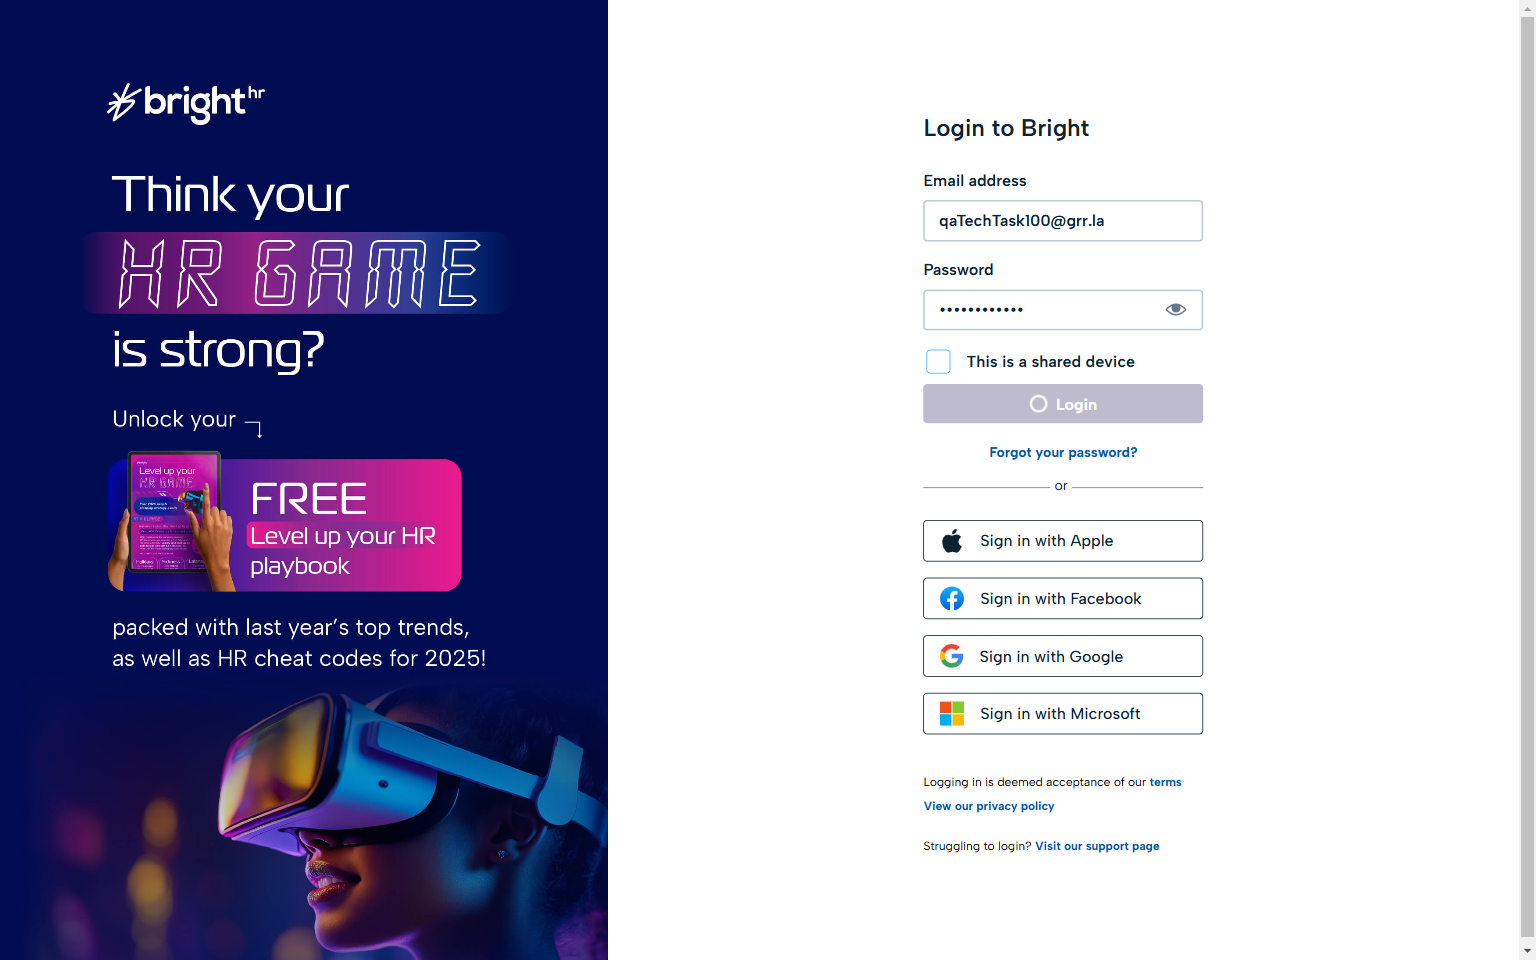 bright hr
Think your
HR GAME
is strong?
Unlock your
Level up your
HR GAME
FREE
Level up your HR
playbook
packed with last year's top trends,
as well as HR cheat codes for 2025!
Login to Bright
Email address
qaTechTask100@grr.la
Password
••••••••••••
This is a shared device
Login
Forgot your password?
or
Sign in with Apple
Sign in with Facebook
Sign in with Google
Sign in with Microsoft
Logging in is deemed acceptance of our terms
View our privacy policy
Struggling to login? Visit our support page